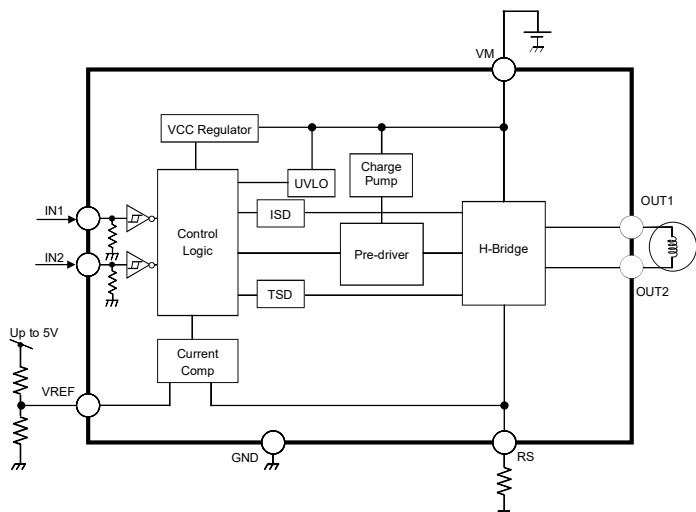 VM
VCC Regulator
Charge
Pump
UVLO
IN1
ISD
OUT1
Control
Logic
IN2
Pre-driver
H-Bridge
TSD
OUT2
Up to 5V
Current
Comp
VREF
GND
RS